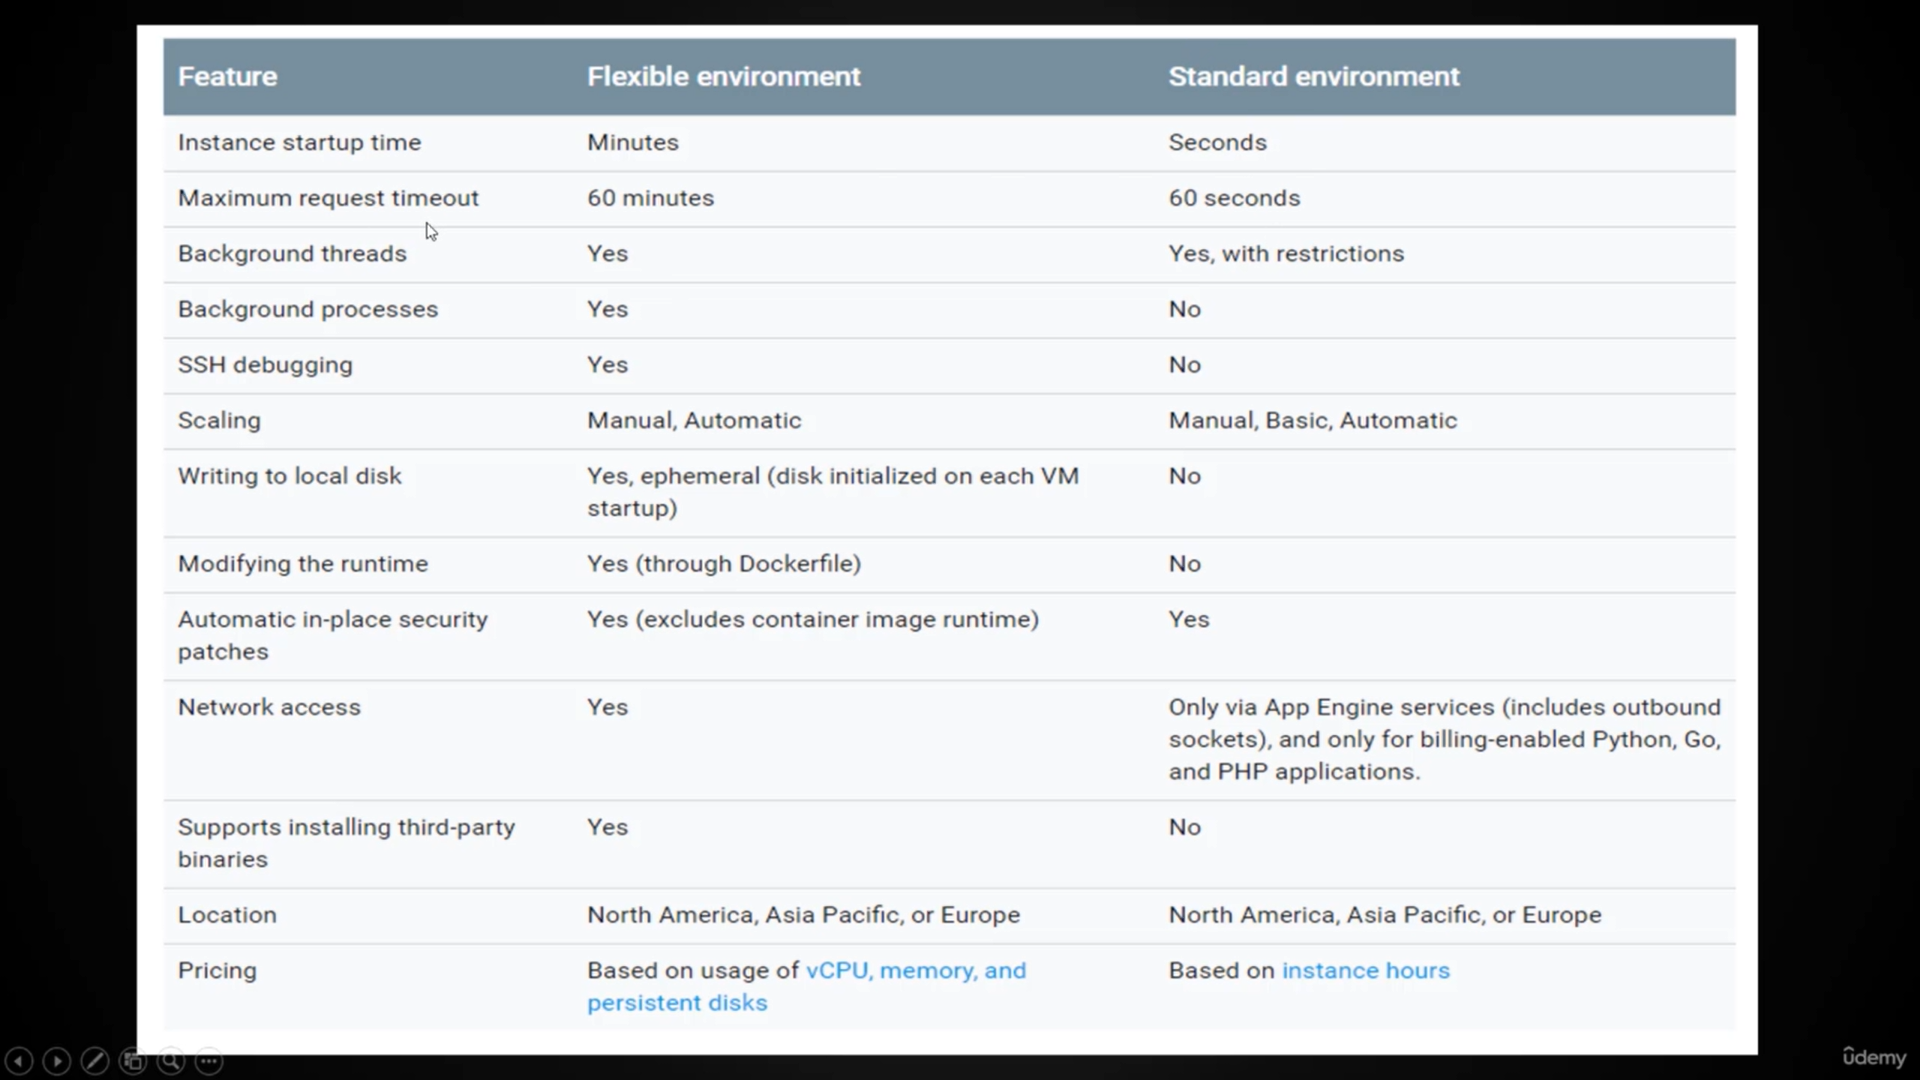 Feature Flexible environment Standard environment
Instance startup time Minutes Seconds
Maximum request timeout 60 minutes 60 seconds
Background threads Yes Yes, with restrictions
Background processes Yes No
SSH debugging Yes No
Scaling Manual, Automatic Manual, Basic, Automatic
Writing to local disk Yes, ephemeral (disk initialized on each VM No
startup)
Modifying the runtime Yes (through Dockerfile) No
Automatic in-place security Yes (excludes container image runtime) Yes
patches
Network access Yes Only via App Engine services (includes outbound
sockets), and only for billing-enabled Python, Go,
and PHP applications.
Supports installing third-party Yes No
binaries
Location North America, Asia Pacific, or Europe North America, Asia Pacific, or Europe
Pricing Based on usage of vCPU, memory, and Based on instance hours
persistent disks
ûdemy